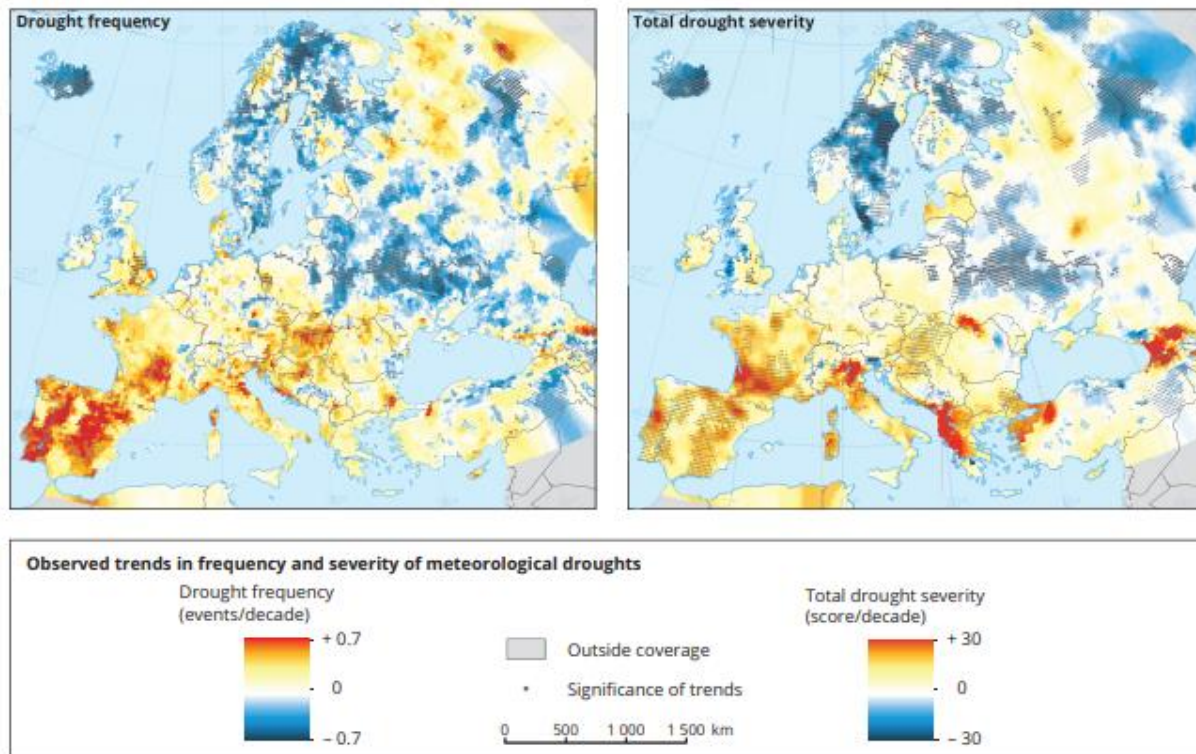 Drought frequency
Total drought severity
Observed trends in frequency and severity of meteorological droughts
Drought frequency
(events/decade)
+ 0.7
0
– 0.7
Outside coverage
Significance of trends
0 500 1 000 1 500 km
Total drought severity
(score/decade)
+ 30
0
– 30